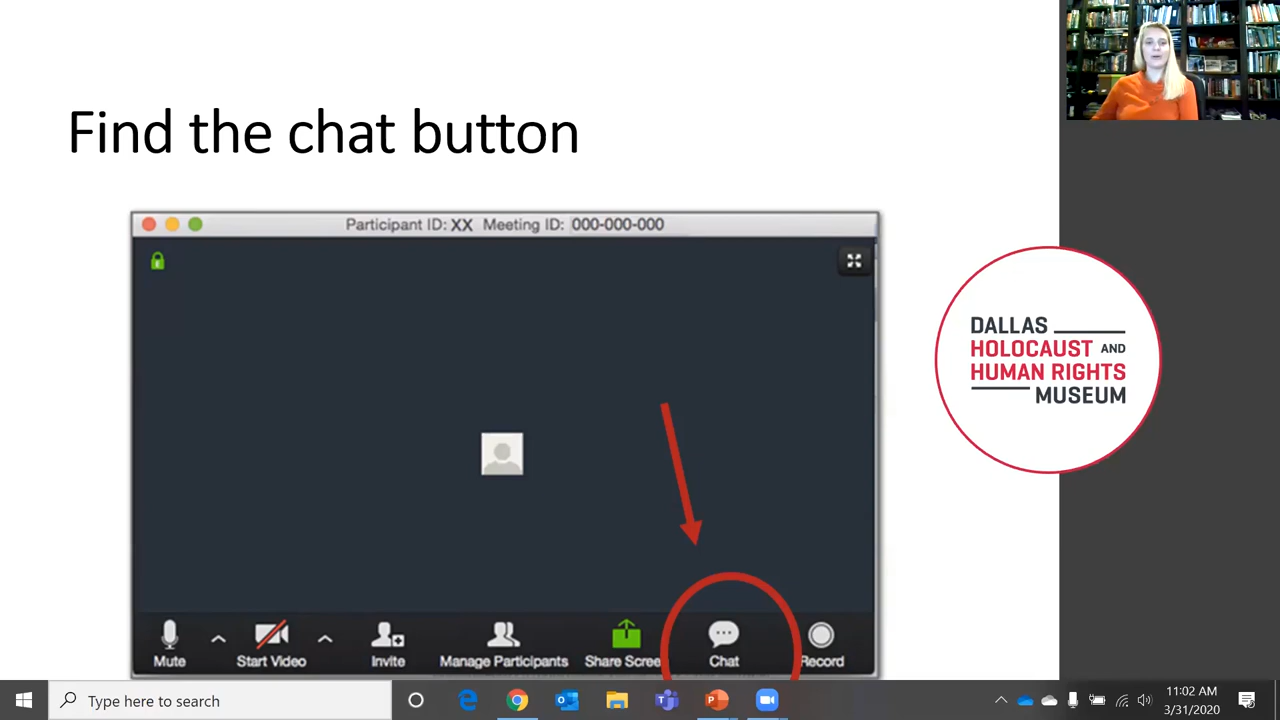 Find the chat button
Participant ID: XX Meeting ID: 000-000-000
DALLAS
HOLOCAUST AND
HUMAN RIGHTS
MUSEUM
Mute
Start Video
Invite
Manage Participants
Share Scree
Chat
Record
Type here to search
11:02 AM
3/31/2020